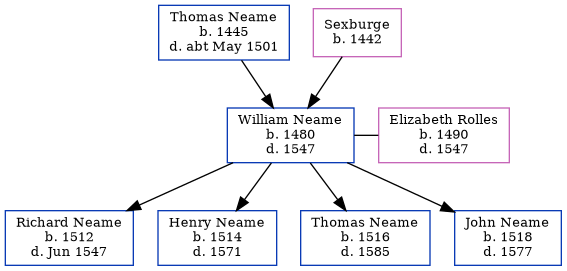 Thomas Neame
b. 1445
d. abt May 1501
Sexburge
b. 1442
William Neame
b. 1480
d. 1547
Elizabeth Rolles
b. 1490
d. 1547
Richard Neame
b. 1512
d. Jun 1547
Henry Neame
b. 1514
d. 1571
Thomas Neame
b. 1516
d. 1585
John Neame
b. 1518
d. 1577